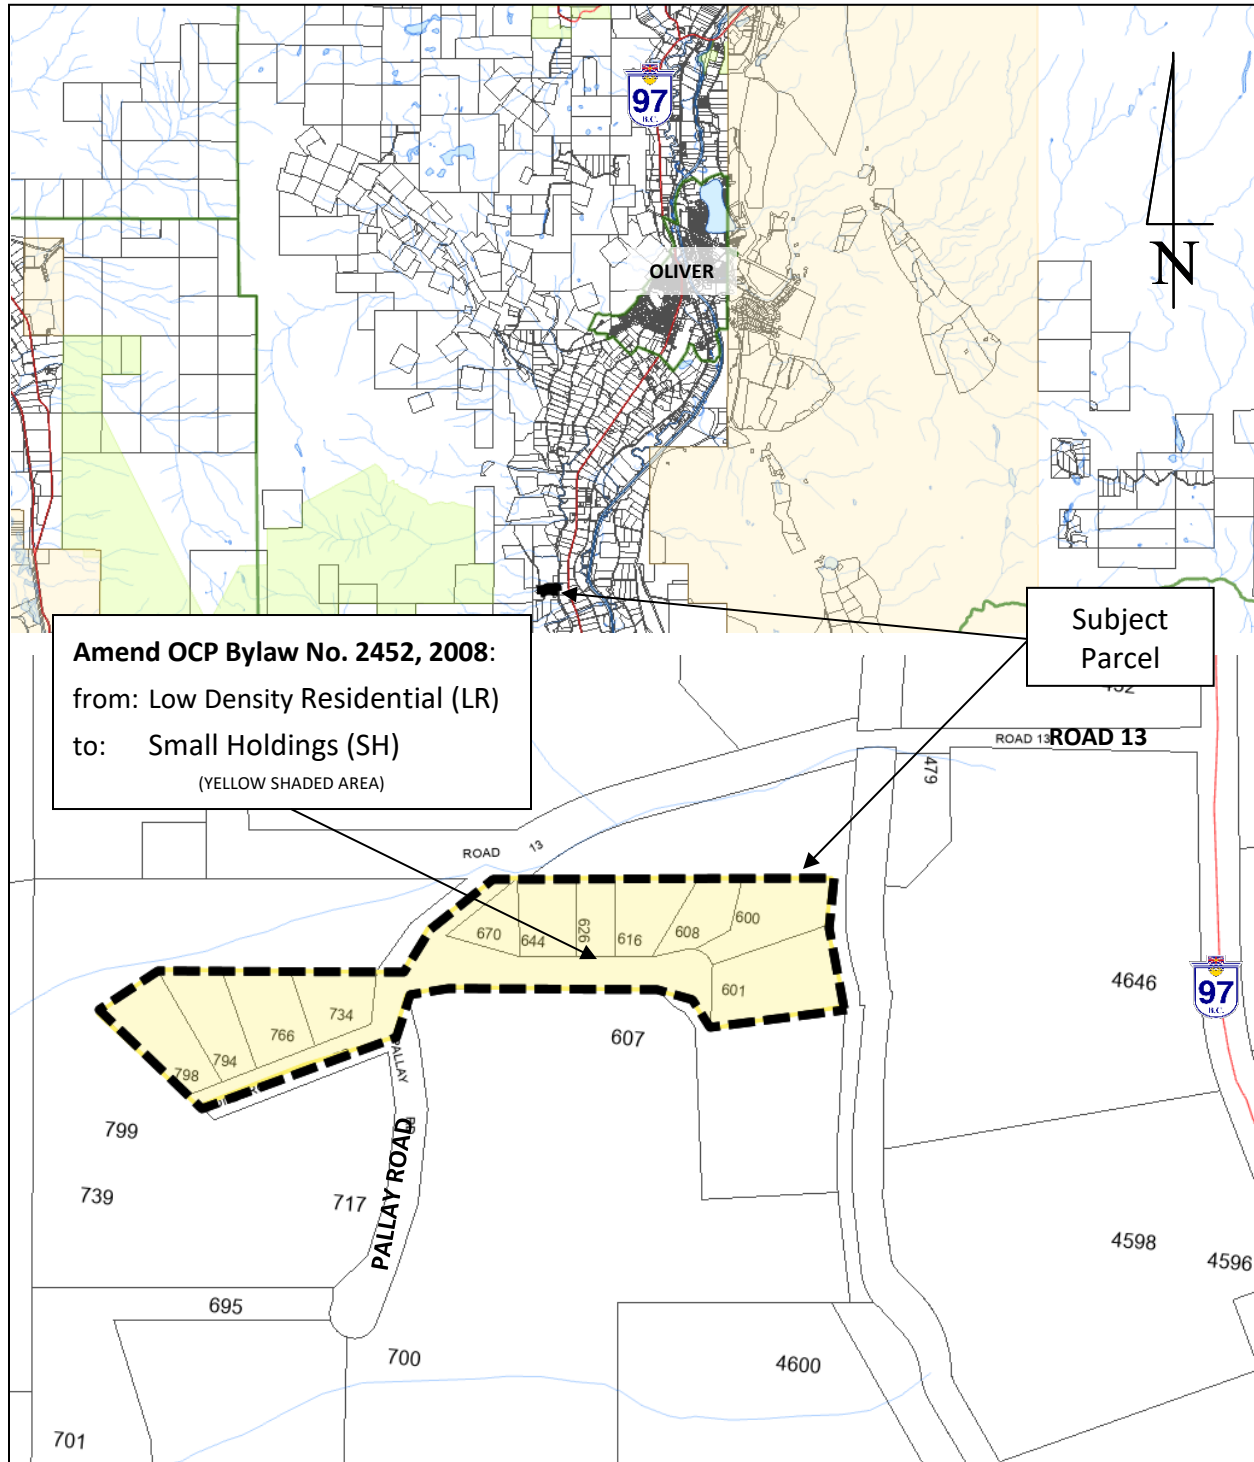 97
B.C.
OLIVER
N
Subject
Parcel
Amend OCP Bylaw No. 2452, 2008:
from: Low Density Residential (LR)
to: Small Holdings (SH)
(YELLOW SHADED AREA)
ROAD 13
ROAD 13
479
ROAD 13
670
644
626
616
608
600
601
607
4646
97
B.C.
734
766
794
798
PALLAY
RD
PALLAY ROAD
799
739
717
695
700
701
4598
4596
4600